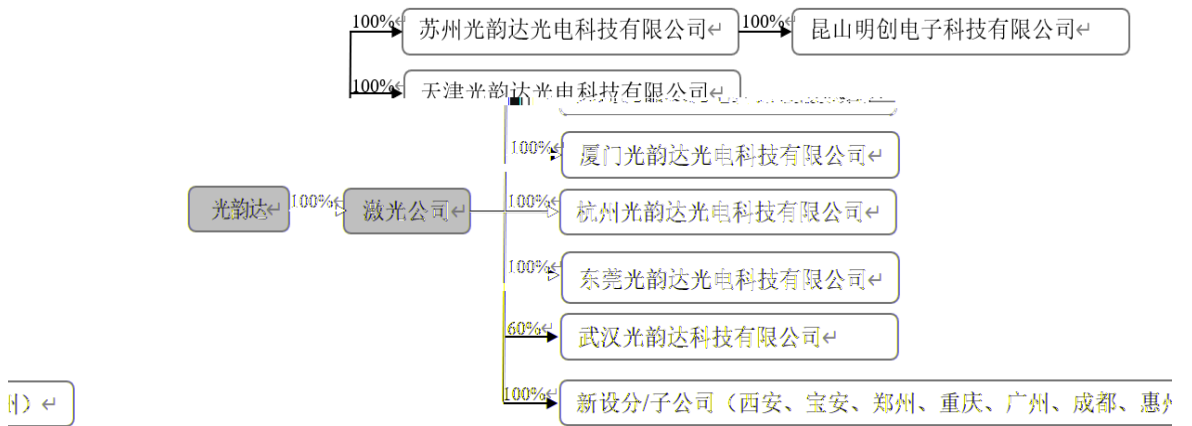 100%↵ 苏州光韵达光电科技有限公司↵ 100%↵ 昆山明创电子科技有限公司↵
100%↵ 天津光韵达光电科技有限公司↵
100%↵ 厦门光韵达光电科技有限公司↵
光韵达↵ 100%↵ 激光公司↵ 100%↵ 杭州光韵达光电科技有限公司↵
100%↵ 东莞光韵达光电科技有限公司↵
60%↵ 武汉光韵达科技有限公司↵
100%↵ 新设分/子公司（西安、宝安、郑州、重庆、广州、成都、惠州
州）↵